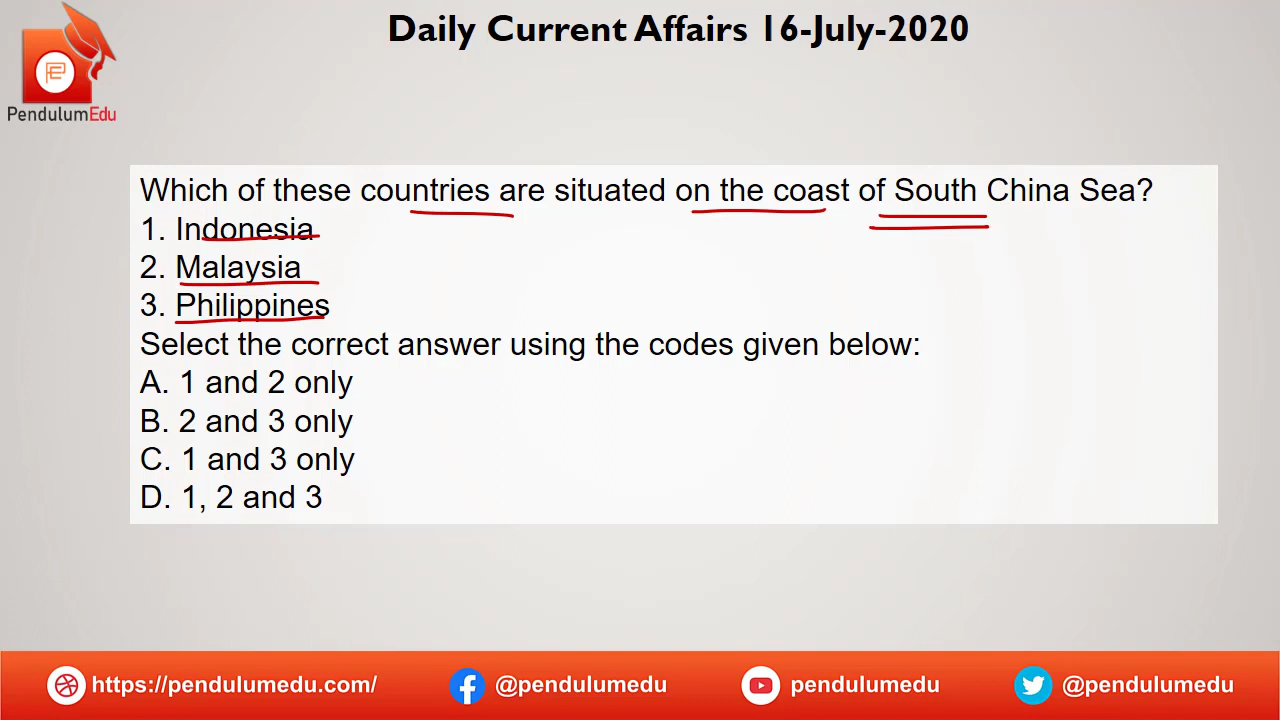 Daily Current Affairs 16-July-2020
PendulumEdu
Which of these countries are situated on the coast of South China Sea?
1. Indonesia
2. Malaysia
3. Philippines
Select the correct answer using the codes given below:
A. 1 and 2 only
B. 2 and 3 only
C. 1 and 3 only
D. 1, 2 and 3
https://pendulumedu.com/ @pendulumedu pendulumedu @pendulumedu